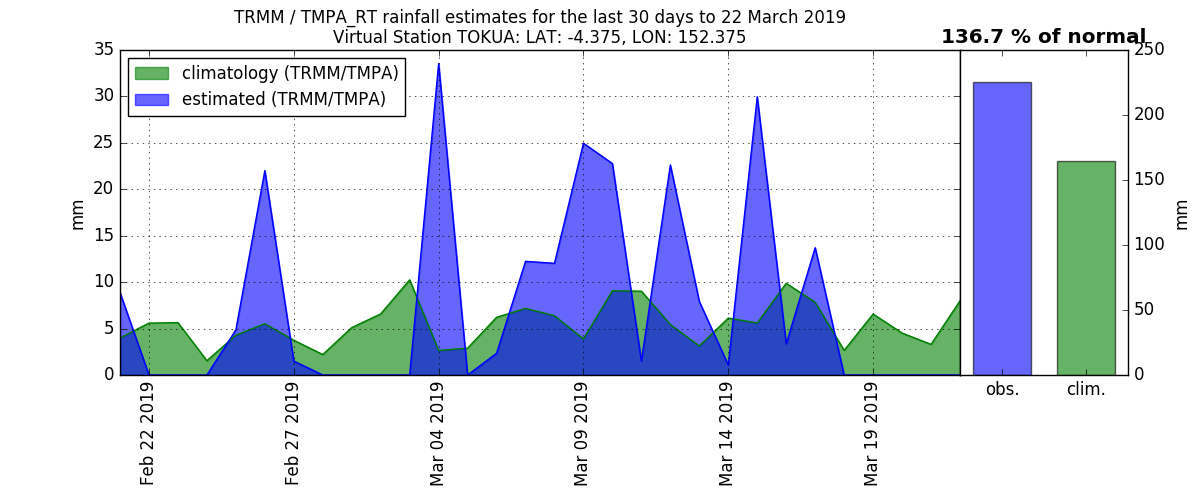 TRMM / TMPA_RT rainfall estimates for the last 30 days to 22 March 2019
Virtual Station TOKUA: LAT: -4.375, LON: 152.375
136.7 % of normal
climatology (TRMM/TMPA)
estimated (TRMM/TMPA)
35
30
25
20
15
10
5
0
mm
Feb 22 2019
Feb 27 2019
Mar 04 2019
Mar 09 2019
Mar 14 2019
Mar 19 2019
250
200
150
100
50
0
mm
obs.
clim.